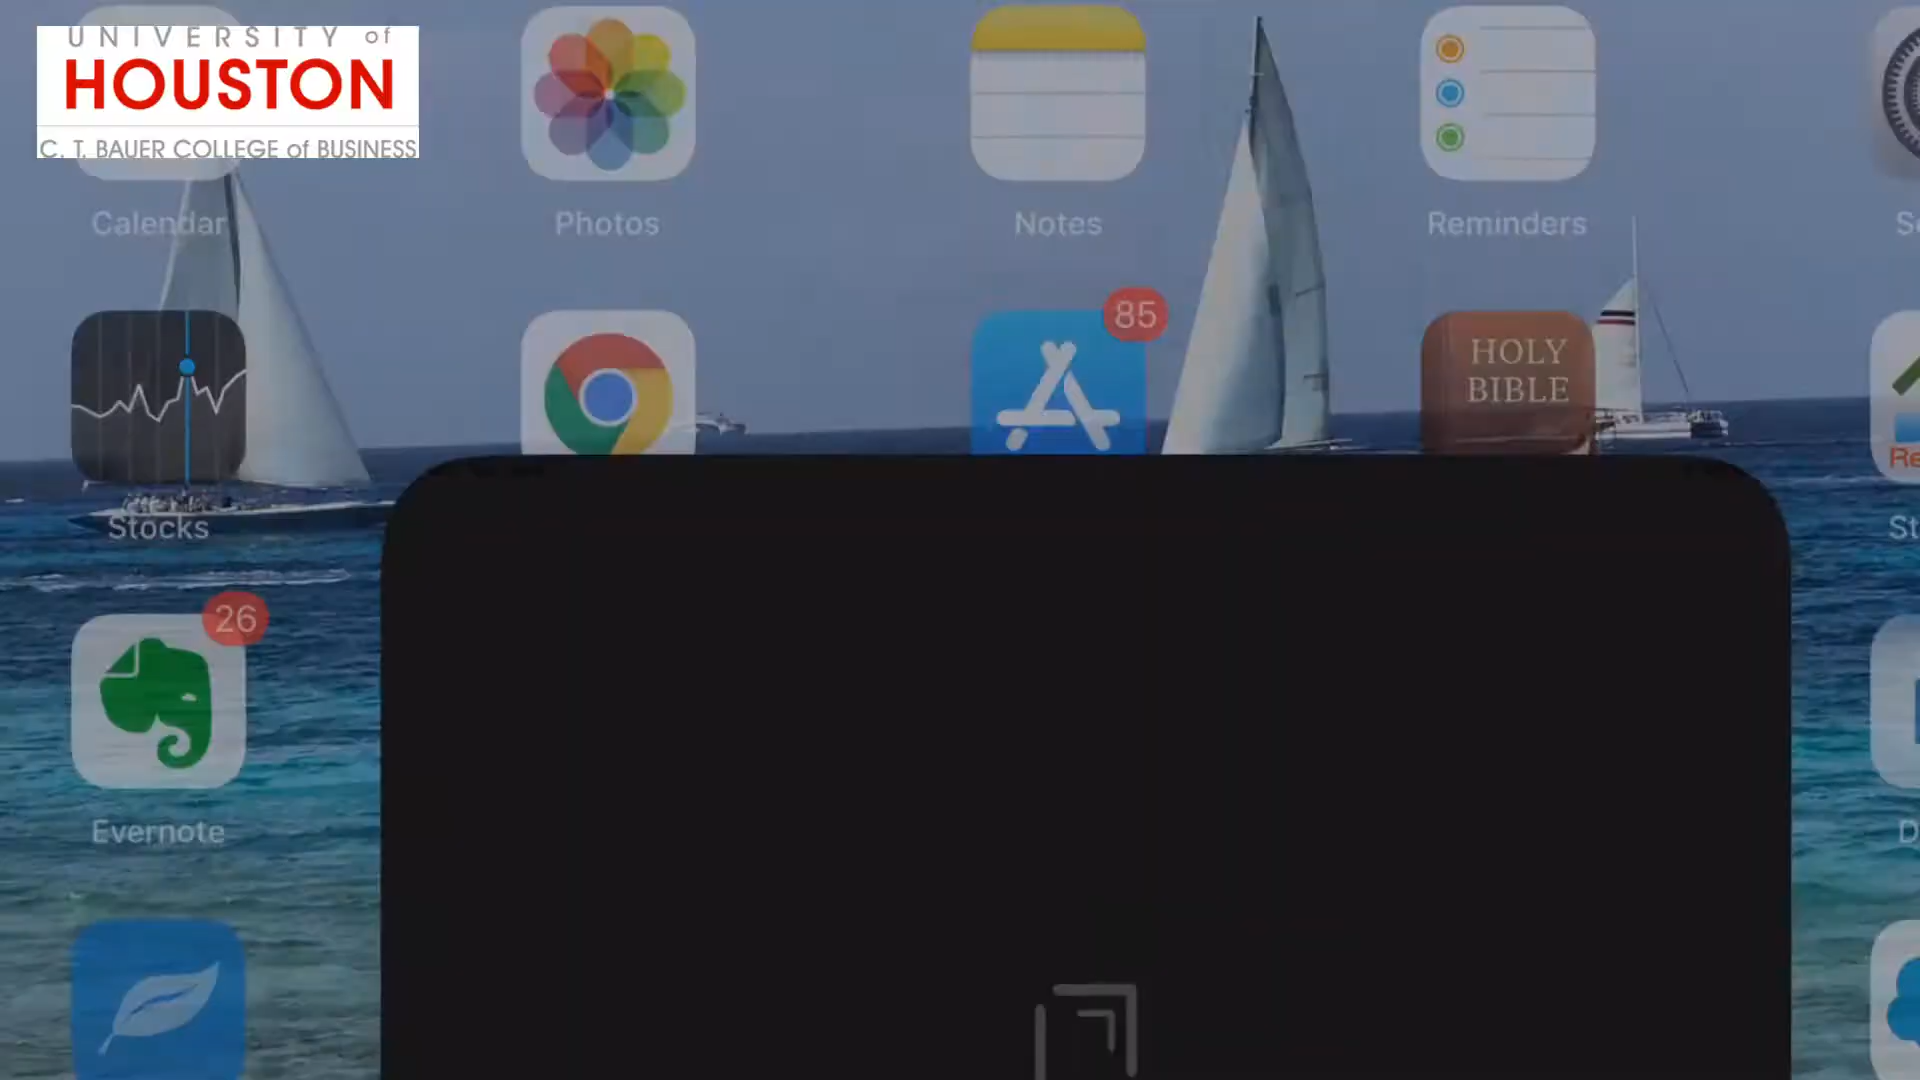 UNIVERSITY of
HOUSTON
C. T. BAUER COLLEGE of BUSINESS
Calendar
Photos
Notes
Reminders
85
HOLY
BIBLE
Stocks
26
Evernote